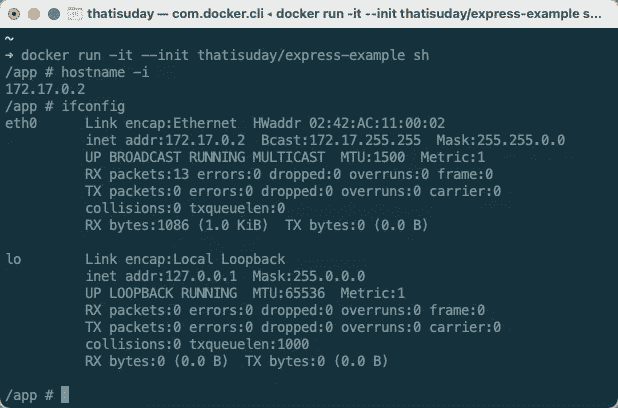 thatisuday — com.docker.cli ◂ docker run -it --init thatisuday/express-example s...
~
➜ docker run -it --init thatisuday/express-example sh
/app # hostname -i
172.17.0.2
/app # ifconfig
eth0      Link encap:Ethernet  HWaddr 02:42:AC:11:00:02
          inet addr:172.17.0.2  Bcast:172.17.255.255  Mask:255.255.0.0
          UP BROADCAST RUNNING MULTICAST  MTU:1500  Metric:1
          RX packets:13 errors:0 dropped:0 overruns:0 frame:0
          TX packets:0 errors:0 dropped:0 overruns:0 carrier:0
          collisions:0 txqueuelen:0
          RX bytes:1086 (1.0 KiB)  TX bytes:0 (0.0 B)
lo        Link encap:Local Loopback
          inet addr:127.0.0.1  Mask:255.0.0.0
          UP LOOPBACK RUNNING  MTU:65536  Metric:1
          RX packets:0 errors:0 dropped:0 overruns:0 frame:0
          TX packets:0 errors:0 dropped:0 overruns:0 carrier:0
          collisions:0 txqueuelen:1000
          RX bytes:0 (0.0 B)  TX bytes:0 (0.0 B)
/app #